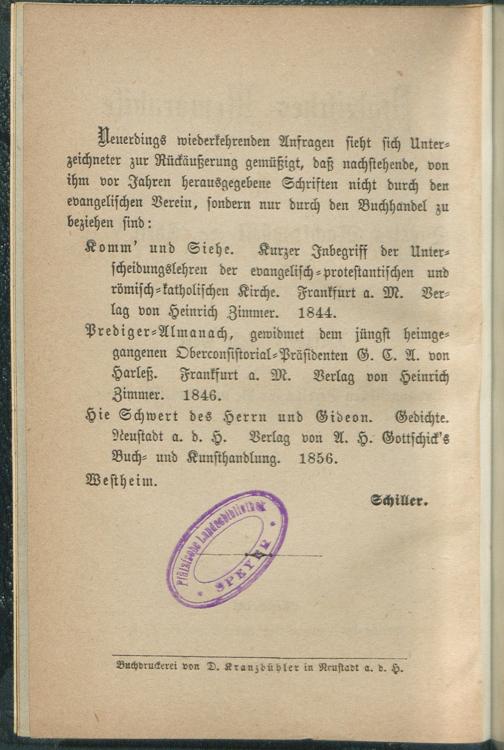 Neuerdings wiederkehrenden Anfragen sieht sich Unter-
zeichneter zur Rückäußerung gemüßigt, daß nachstehende, von
ihm vor Jahren herausgegebene Schriften nicht durch den
evangelischen Verein, sondern nur durch den Buchhandel zu
beziehen sind:
Komm' und Siehe. Kurzer Inbegriff der Unter-
scheidungslehren der evangelisch-protestantischen und
römisch-katholischen Kirche. Frankfurt a. M. Ver-
lag von Heinrich Zimmer. 1844.
Prediger-Almanach, gewidmet dem jüngst heimge-
gangenen Oberconsistorial-Präsidenten G. C. A. von
Harleß. Frankfurt a. M. Verlag von Heinrich
Zimmer. 1846.
Hie Schwert des Herrn und Gideon. Gedichte.
Neustadt a. d. H. Verlag von A. H. Gottschick's
Buch- und Kunsthandlung. 1856.
Westheim.
Schiller.
Pfälzische Landesbibliothek
* SPEYER *
Buchdruckerei von D. Kranzbühler in Neustadt a. d. H.